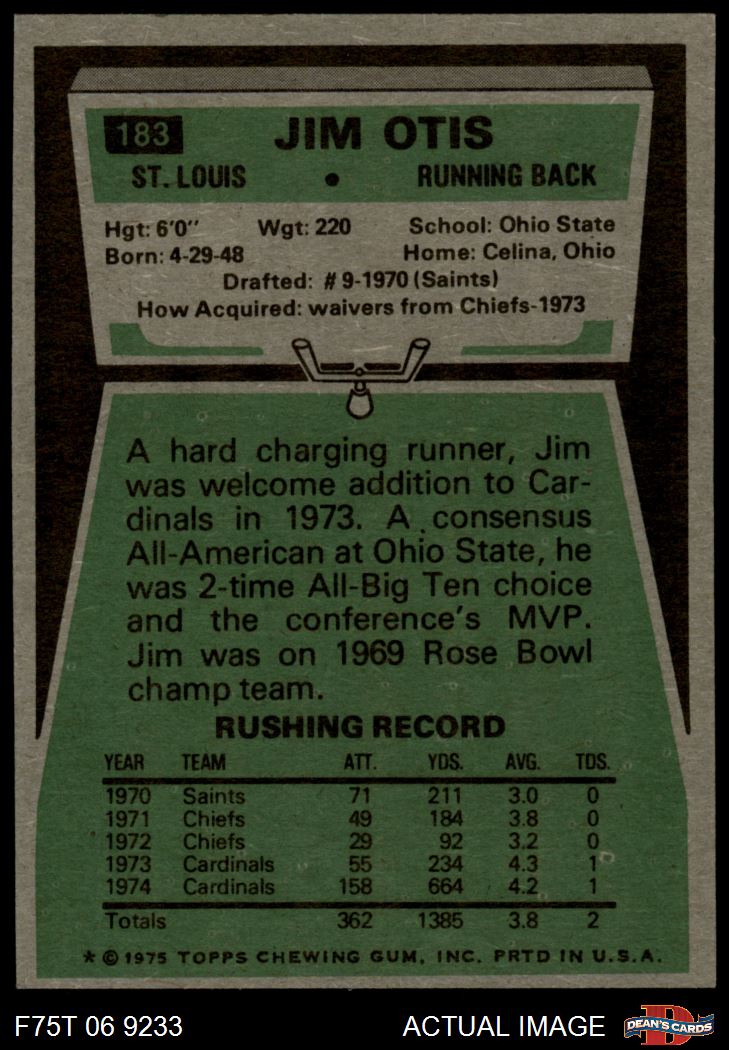 183 JIM OTIS
ST. LOUIS • RUNNING BACK
Hgt: 6'0" Wgt: 220 School: Ohio State
Born: 4-29-48 Home: Celina, Ohio
Drafted: #9-1970 (Saints)
How Acquired: waivers from Chiefs-1973
A hard charging runner, Jim
was welcome addition to Car-
dinals in 1973. A consensus
All-American at Ohio State, he
was 2-time All-Big Ten choice
and the conference's MVP.
Jim was on 1969 Rose Bowl
champ team.
RUSHING RECORD
YEAR TEAM ATT. YDS. AVG. TDS.
1970 Saints 71 211 3.0 0
1971 Chiefs 49 184 3.8 0
1972 Chiefs 29 92 3.2 0
1973 Cardinals 55 234 4.3 1
1974 Cardinals 158 664 4.2 1
Totals 362 1385 3.8 2
* © 1975 TOPPS CHEWING GUM, INC. PRTD IN U.S.A.
F75T 06 9233 ACTUAL IMAGE DEAN'S CARDS